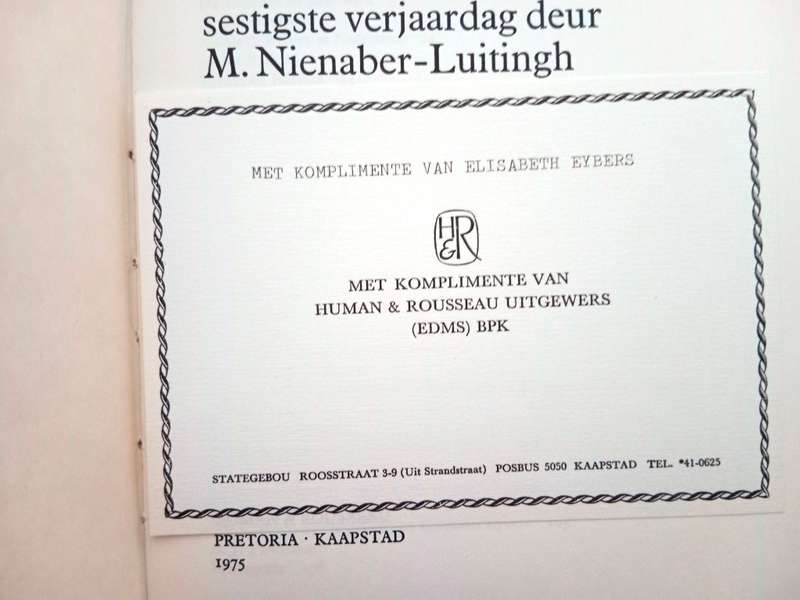 sestigste verjaardag deur
M. Nienaber-Luitingh
MET KOMPLIMENTE VAN ELISABETH EYBERS
H&R
MET KOMPLIMENTE VAN
HUMAN & ROUSSEAU UITGEWERS
(EDMS) BPK
STATEGEBOU ROOSSTRAAT 3-9 (Uit Strandstraat) POSBUS 5050 KAAPSTAD TEL. *41-0625
PRETORIA · KAAPSTAD
1975